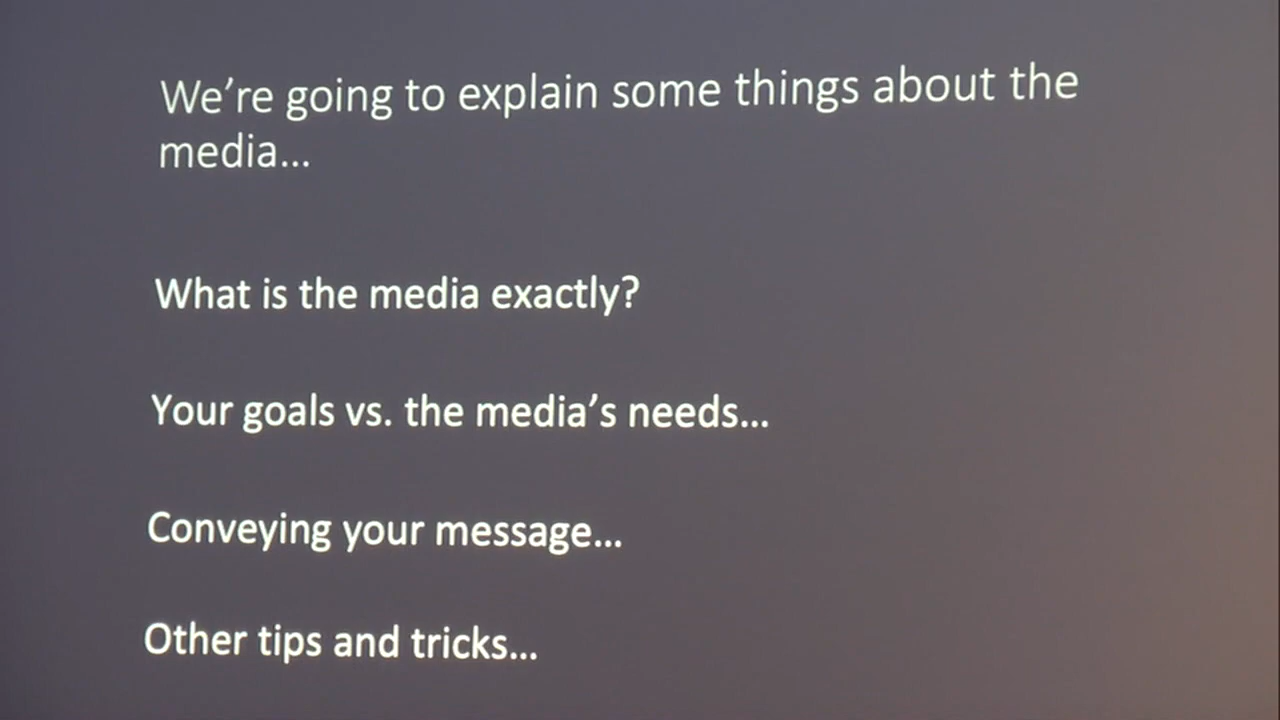 We’re going to explain some things about the
media...
What is the media exactly?
Your goals vs. the media’s needs...
Conveying your message...
Other tips and tricks...